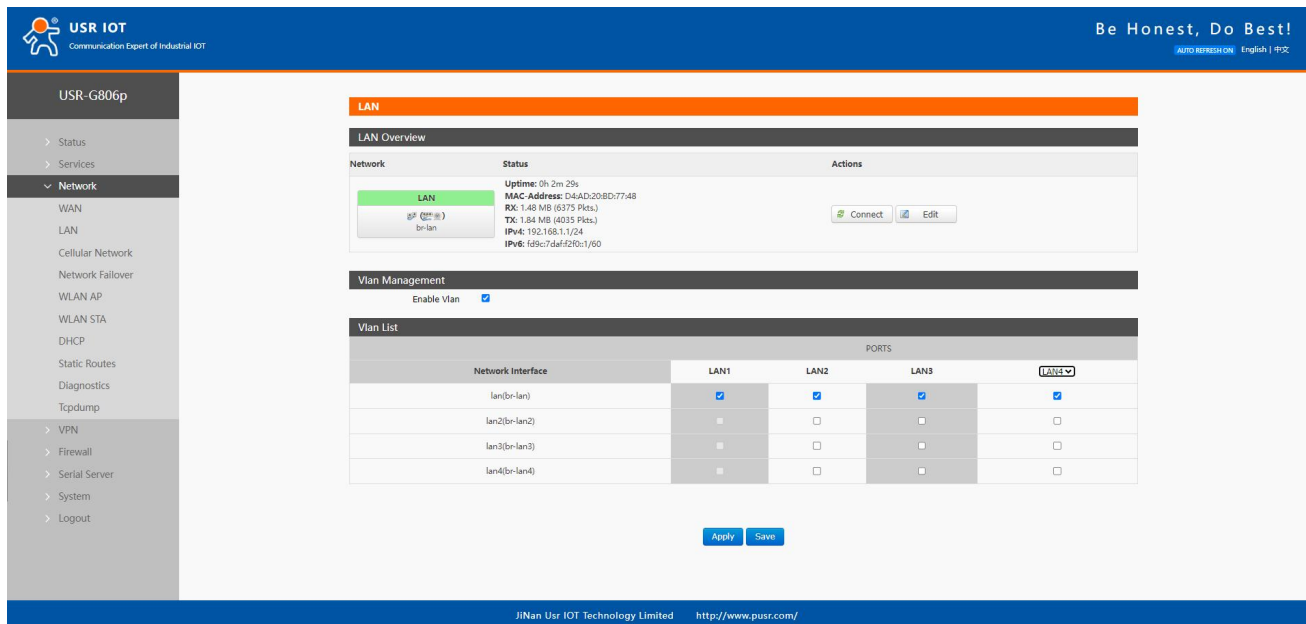 USR IOT
Communication Expert of Industrial IOT
Be Honest, Do Best!
AUTO REFRESH ON English | 中文
USR-G806p
Status
Services
Network
WAN
LAN
Cellular Network
Network Failover
WLAN AP
WLAN STA
DHCP
Static Routes
Diagnostics
Tcpdump
VPN
Firewall
Serial Server
System
Logout
LAN
LAN Overview
Network Status Actions
LAN
br-lan
Uptime: 0h 2m 29s
MAC-Address: D4:AD:20:BD:77:48
RX: 1.48 MB (6375 Pkts.)
TX: 1.84 MB (4035 Pkts.)
IPv4: 192.168.1.1/24
IPv6: fd9c:7daf:f2f0::1/60
Connect Edit
Vlan Management
Enable Vlan
Vlan List
PORTS
Network Interface LAN1 LAN2 LAN3 LAN4
lan(br-lan)
lan2(br-lan2)
lan3(br-lan3)
lan4(br-lan4)
Apply Save
JiNan Usr IOT Technology Limited http://www.pusr.com/